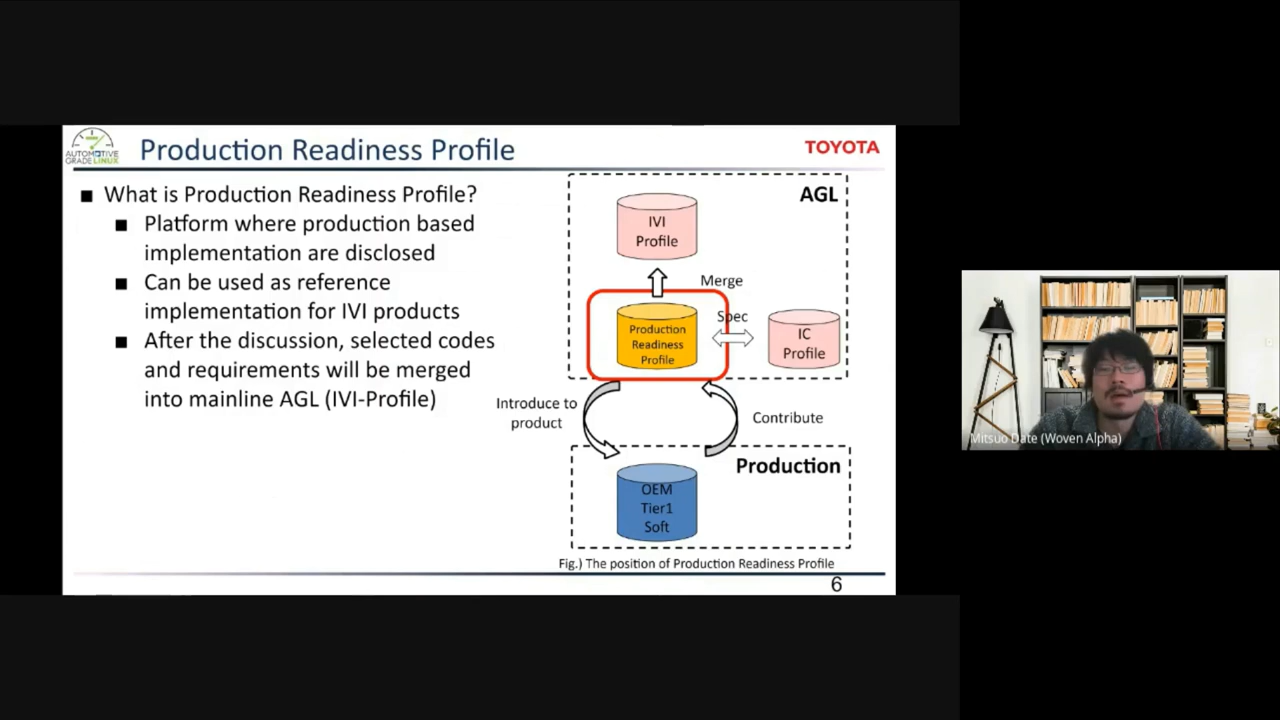 AUTOMOTIVE
GRADE LINUX
Production Readiness Profile
TOYOTA
■ What is Production Readiness Profile?
■ Platform where production based
implementation are disclosed
■ Can be used as reference
implementation for IVI products
■ After the discussion, selected codes
and requirements will be merged
into mainline AGL (IVI-Profile)
AGL
IVI
Profile
Merge
Production
Readiness
Profile
Spec
IC
Profile
Introduce to
product
Contribute
Production
OEM
Tier1
Soft
Fig.) The position of Production Readiness Profile
6
Mitsuo Date (Woven Alpha)